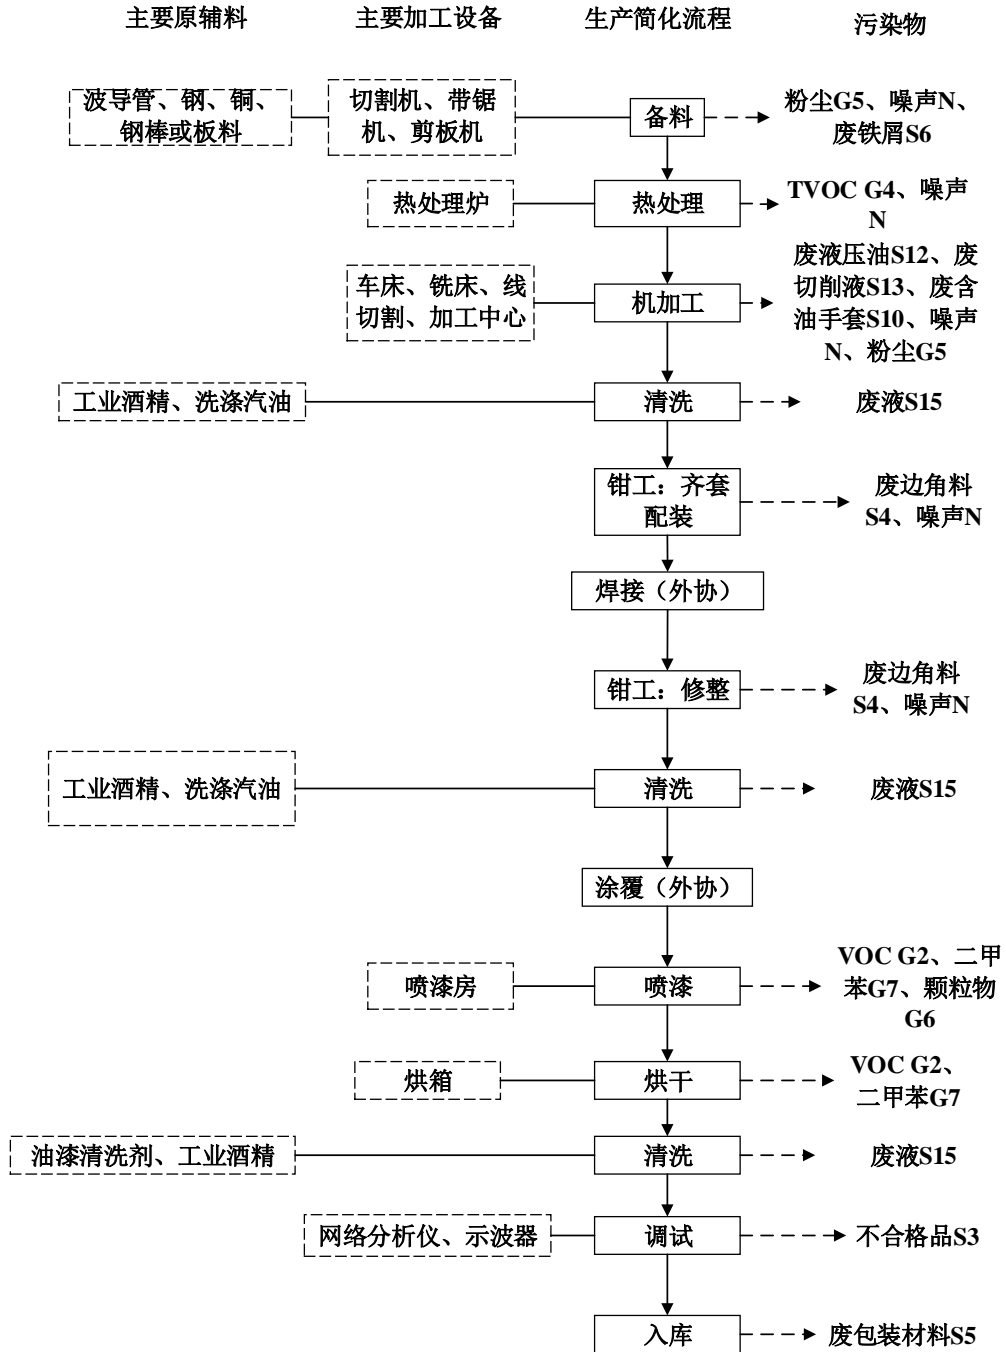 主要原辅料
主要加工设备
生产简化流程
污染物
波导管、钢、铜、
钢棒或板料
切割机、带锯
机、剪板机
备料
粉尘G5、噪声N、
废铁屑S6
热处理炉
热处理
TVOC G4、噪声
N
车床、铣床、线
切割、加工中心
机加工
废液压油S12、废
切削液S13、废含
油手套S10、噪声
N、粉尘G5
工业酒精、洗涤汽油
清洗
废液S15
钳工：齐套
配装
废边角料
S4、噪声N
焊接（外协）
钳工：修整
废边角料
S4、噪声N
工业酒精、洗涤汽油
清洗
废液S15
涂覆（外协）
喷漆房
喷漆
VOC G2、二甲
苯G7、颗粒物
G6
烘箱
烘干
VOC G2、
二甲苯G7
油漆清洗剂、工业酒精
清洗
废液S15
网络分析仪、示波器
调试
不合格品S3
入库
废包装材料S5